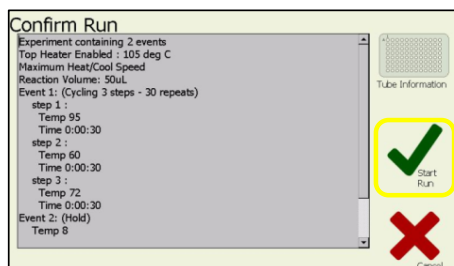 Confirm Run
Experiment containing 2 events
Top Heater Enabled : 105 deg C
Maximum Heat/Cool Speed
Reaction Volume: 50uL
Event 1: (Cycling 3 steps - 30 repeats)
step 1 :
Temp 95
Time 0:00:30
step 2 :
Temp 60
Time 0:00:30
step 3 :
Temp 72
Time 0:00:30
Event 2: (Hold)
Temp 8
Tube Information
Start
Run
Cancel